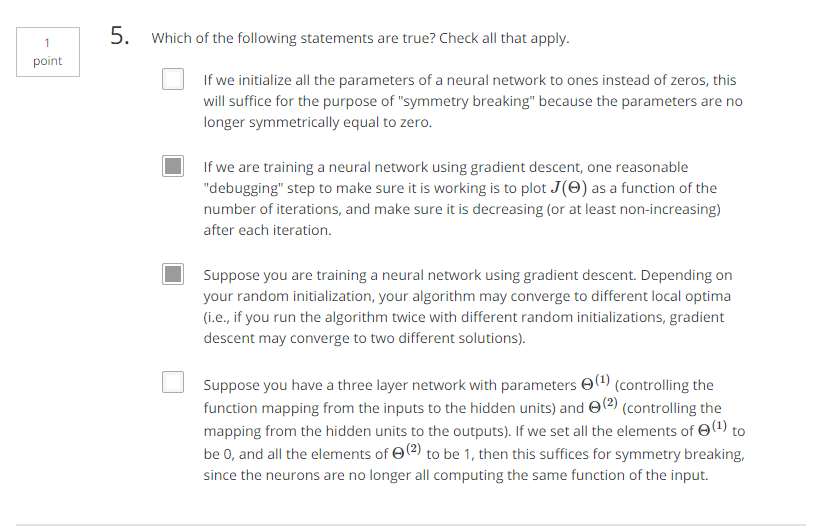 1
point
5. Which of the following statements are true? Check all that apply.
If we initialize all the parameters of a neural network to ones instead of zeros, this
will suffice for the purpose of "symmetry breaking" because the parameters are no
longer symmetrically equal to zero.
If we are training a neural network using gradient descent, one reasonable
"debugging" step to make sure it is working is to plot J(Θ) as a function of the
number of iterations, and make sure it is decreasing (or at least non-increasing)
after each iteration.
Suppose you are training a neural network using gradient descent. Depending on
your random initialization, your algorithm may converge to different local optima
(i.e., if you run the algorithm twice with different random initializations, gradient
descent may converge to two different solutions).
Suppose you have a three layer network with parameters Θ⁽¹⁾ (controlling the
function mapping from the inputs to the hidden units) and Θ⁽²⁾ (controlling the
mapping from the hidden units to the outputs). If we set all the elements of Θ⁽¹⁾ to
be 0, and all the elements of Θ⁽²⁾ to be 1, then this suffices for symmetry breaking,
since the neurons are no longer all computing the same function of the input.